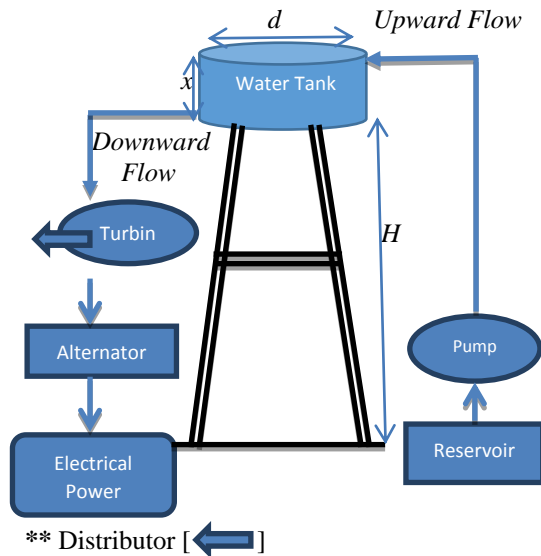 d
Upward Flow
x
Water Tank
Downward
Flow
Turbin
H
Alternator
Pump
Electrical
Power
Reservoir
** Distributor [ ]